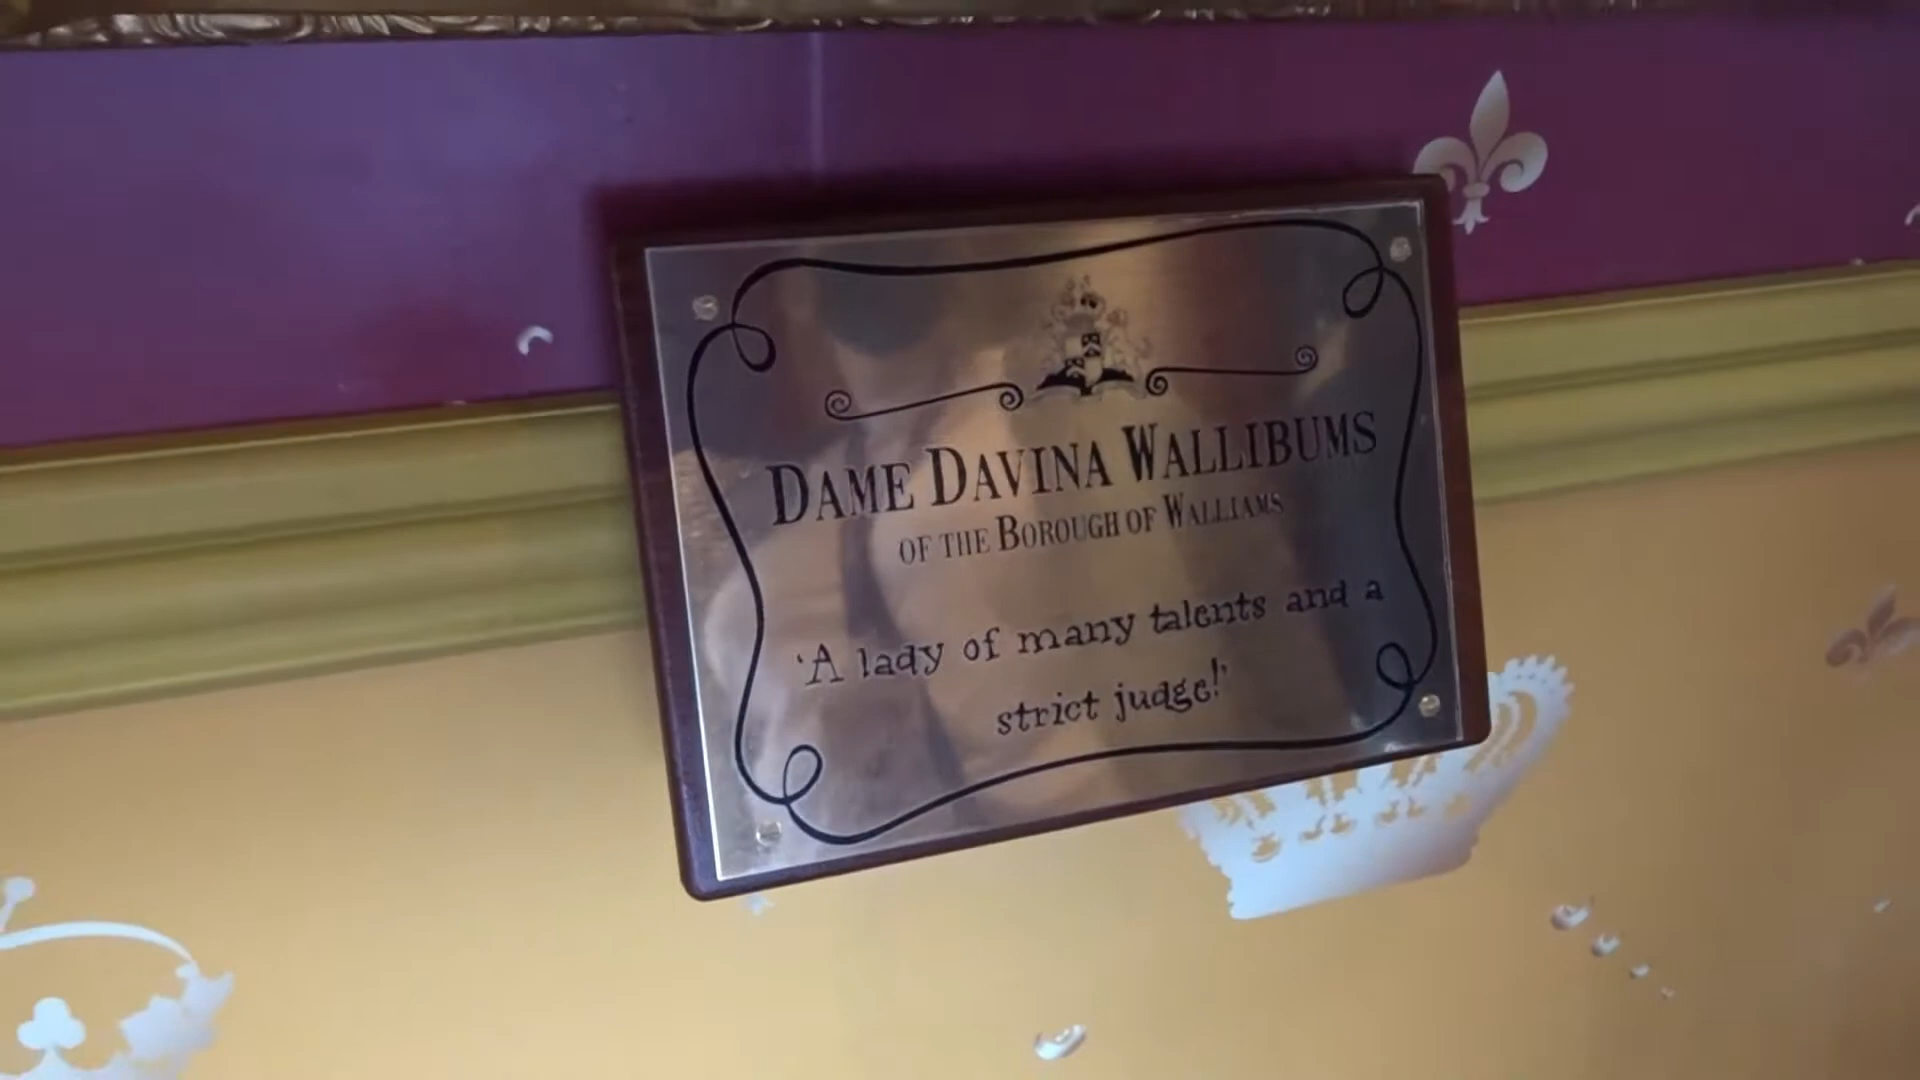 DAME DAVINA WALLIBUMS
OF THE BOROUGH OF WALLIAMS
'A lady of many talents and a
strict judge!'